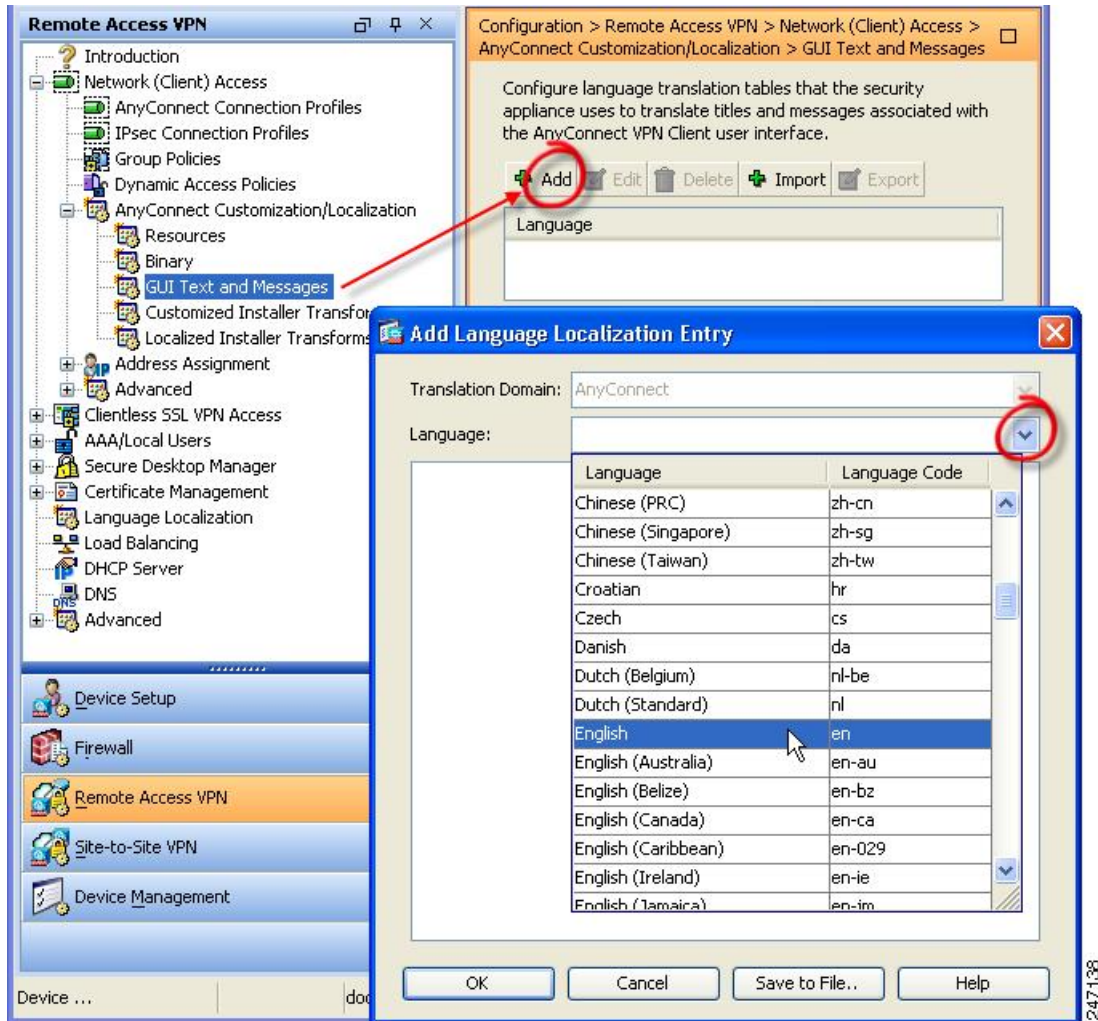 Remote Access VPN
Introduction
Network (Client) Access
AnyConnect Connection Profiles
IPsec Connection Profiles
Group Policies
Dynamic Access Policies
AnyConnect Customization/Localization
Resources
Binary
GUI Text and Messages
Customized Installer Transfor
Localized Installer Transforms
Address Assignment
Advanced
Clientless SSL VPN Access
AAA/Local Users
Secure Desktop Manager
Certificate Management
Language Localization
Load Balancing
DHCP Server
DNS
Advanced
Device Setup
Firewall
Remote Access VPN
Site-to-Site VPN
Device Management
Device ...
doc
Configuration > Remote Access VPN > Network (Client) Access >
AnyConnect Customization/Localization > GUI Text and Messages
Configure language translation tables that the security
appliance uses to translate titles and messages associated with
the AnyConnect VPN Client user interface.
Add Edit Delete Import Export
Language
Add Language Localization Entry
Translation Domain: AnyConnect
Language:
Language Language Code
Chinese (PRC) zh-cn
Chinese (Singapore) zh-sg
Chinese (Taiwan) zh-tw
Croatian hr
Czech cs
Danish da
Dutch (Belgium) nl-be
Dutch (Standard) nl
English en
English (Australia) en-au
English (Belize) en-bz
English (Canada) en-ca
English (Caribbean) en-029
English (Ireland) en-ie
English (Jamaica) en-jm
OK Cancel Save to File.. Help
247138